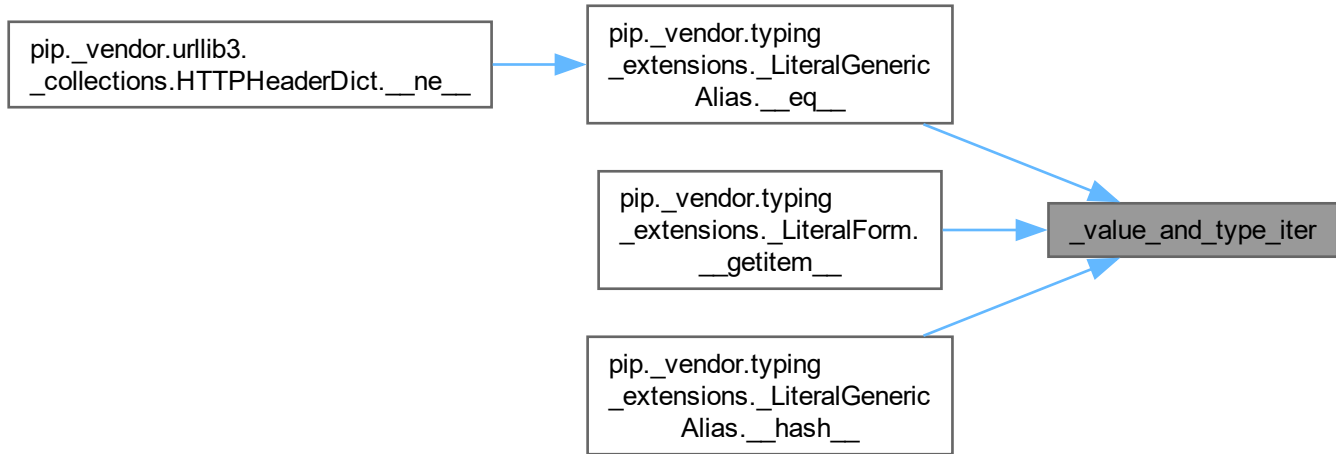 pip._vendor.urllib3.
_collections.HTTPHeaderDict.__ne__
pip._vendor.typing
_extensions._LiteralGeneric
Alias.__eq__
pip._vendor.typing
_extensions._LiteralForm.
__getitem__
pip._vendor.typing
_extensions._LiteralGeneric
Alias.__hash__
_value_and_type_iter